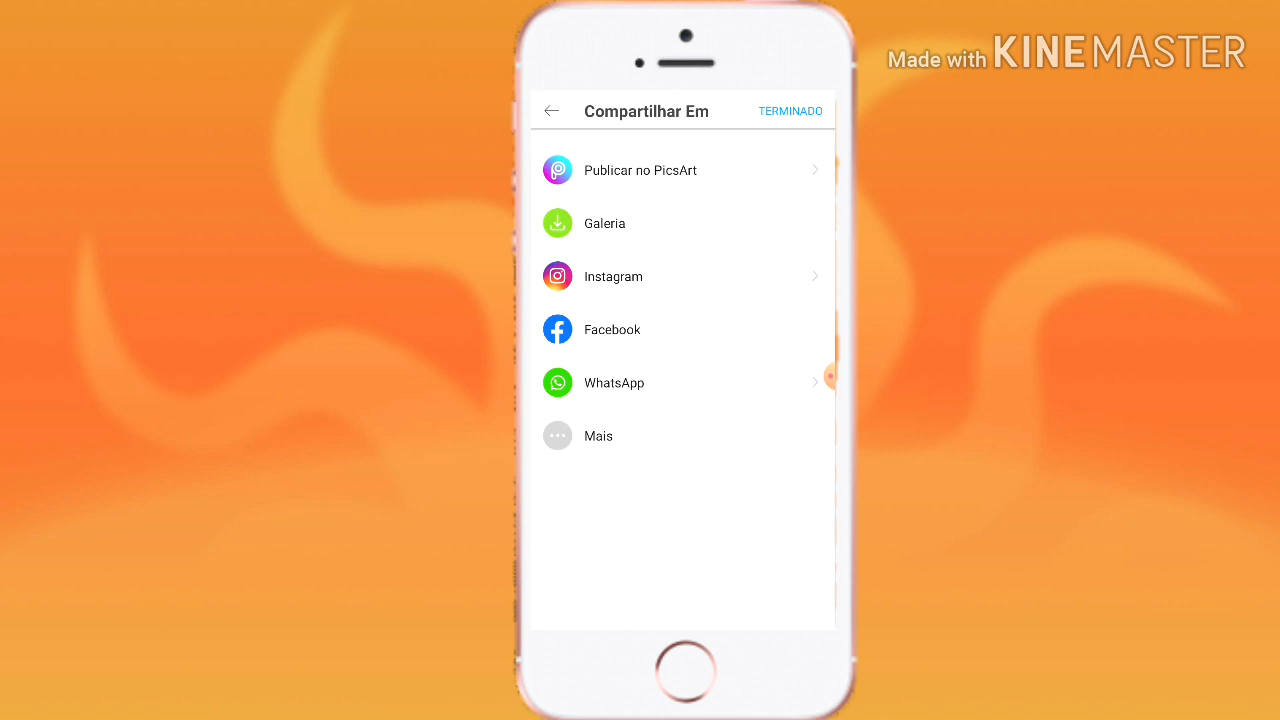 Made with KINEMASTER
Compartilhar Em
TERMINADO
Publicar no PicsArt
Galeria
Instagram
Facebook
WhatsApp
Mais